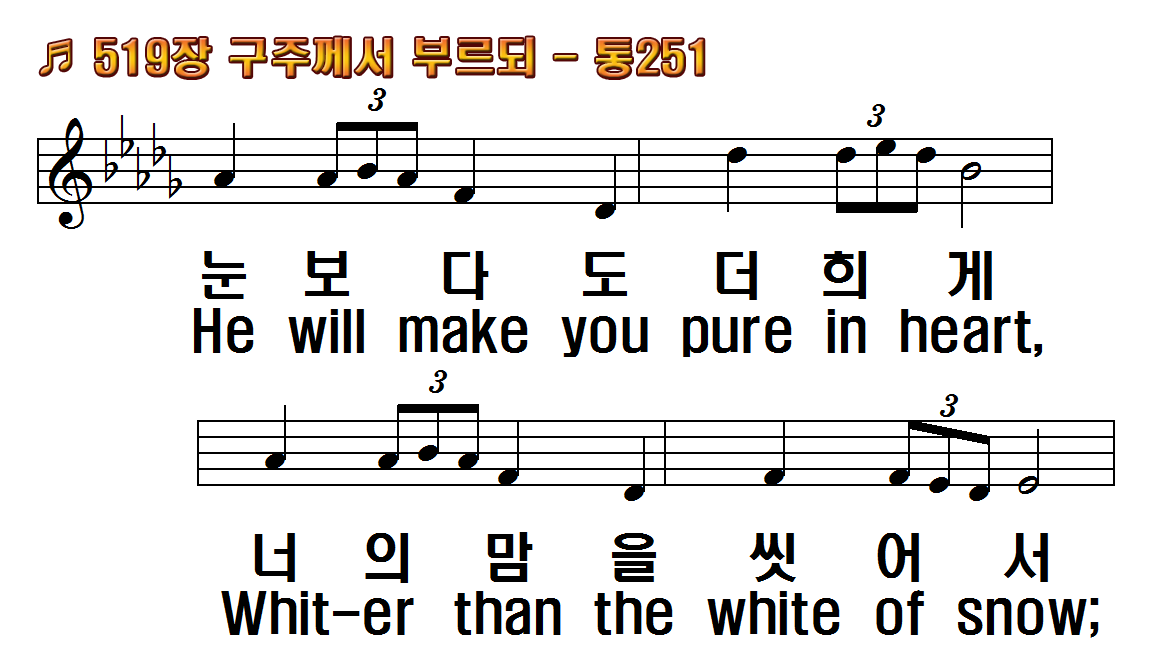 ♬ 519장 구주께서 부르되 - 통251
3 3
눈 보 다 도 더 희 게
He will make you pure in heart,
3 3
너 의 맘 을 씻 어 서
Whit-er than the white of snow;